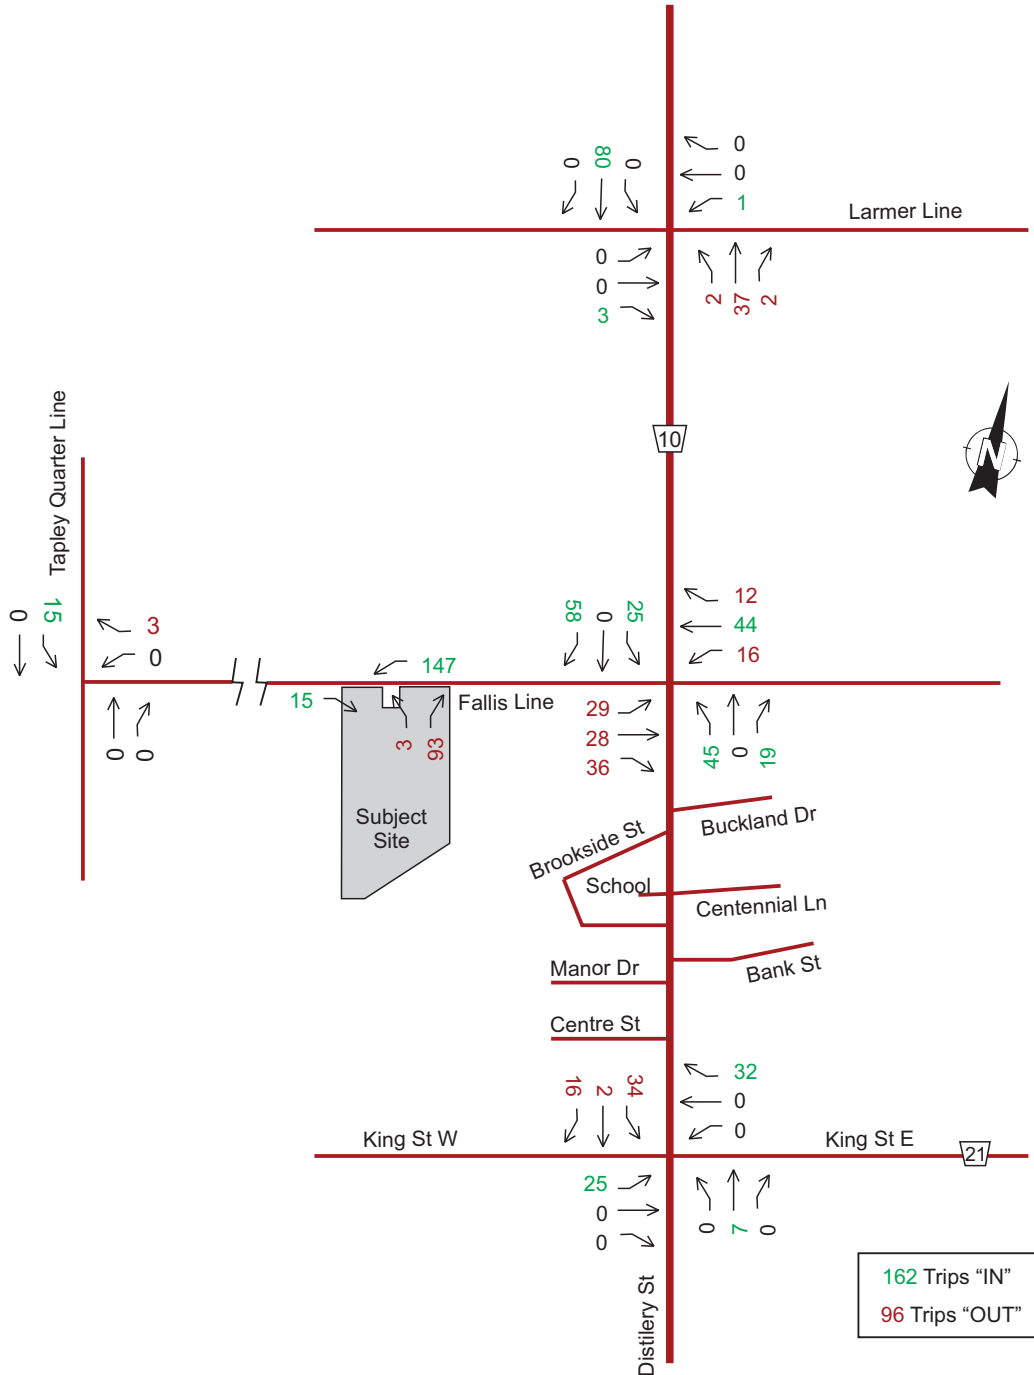 0 80 0
0
0
1
Larmer Line
0
0
3
2 37 2
10
N
Tapley Quarter Line
0 15
3
0
0 0
147
15
Fallis Line
3 93
Subject
Site
58 0 25
12
44
16
29
28
36
45 0 19
Buckland Dr
Brookside St
School
Centennial Ln
Bank St
Manor Dr
Centre St
16 2 34
32
0
0
King St W
King St E
21
25
0
0
0 7 0
Distilery St
162 Trips “IN”
96 Trips “OUT”